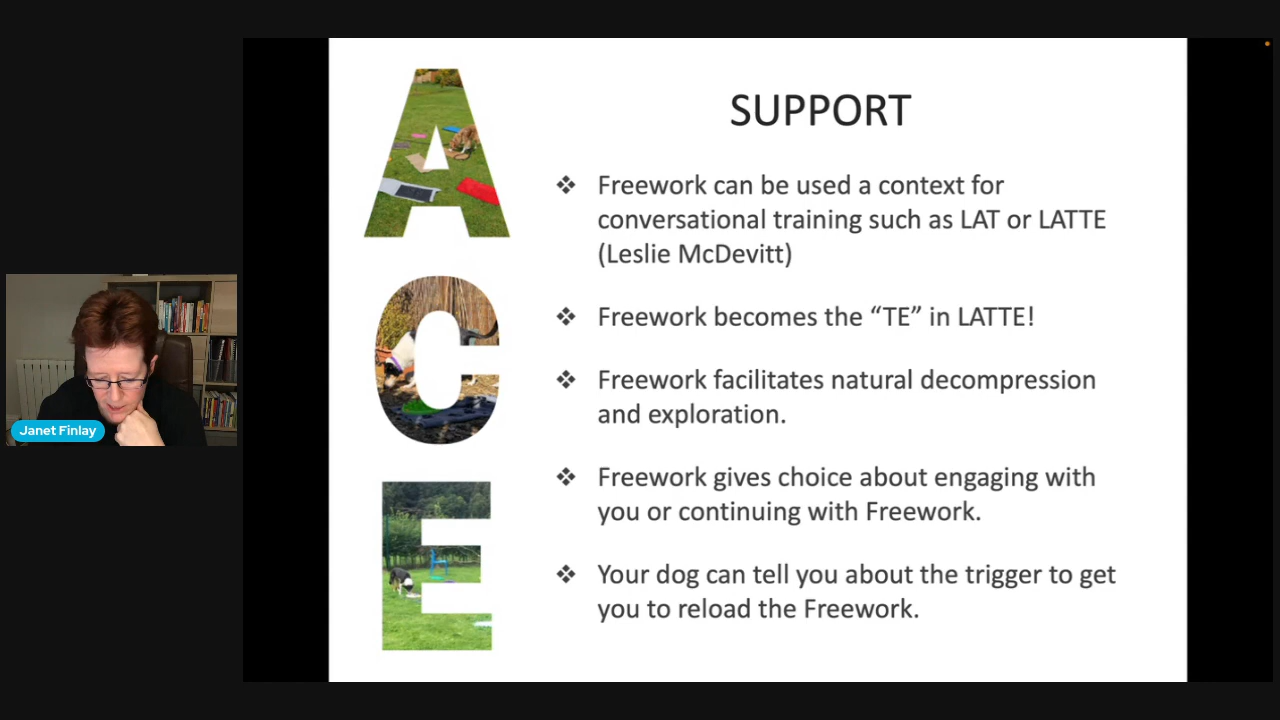 A
C
E
SUPPORT
❖ Freework can be used a context for
conversational training such as LAT or LATTE
(Leslie McDevitt)
❖ Freework becomes the “TE” in LATTE!
❖ Freework facilitates natural decompression
and exploration.
❖ Freework gives choice about engaging with
you or continuing with Freework.
❖ Your dog can tell you about the trigger to get
you to reload the Freework.
Janet Finlay